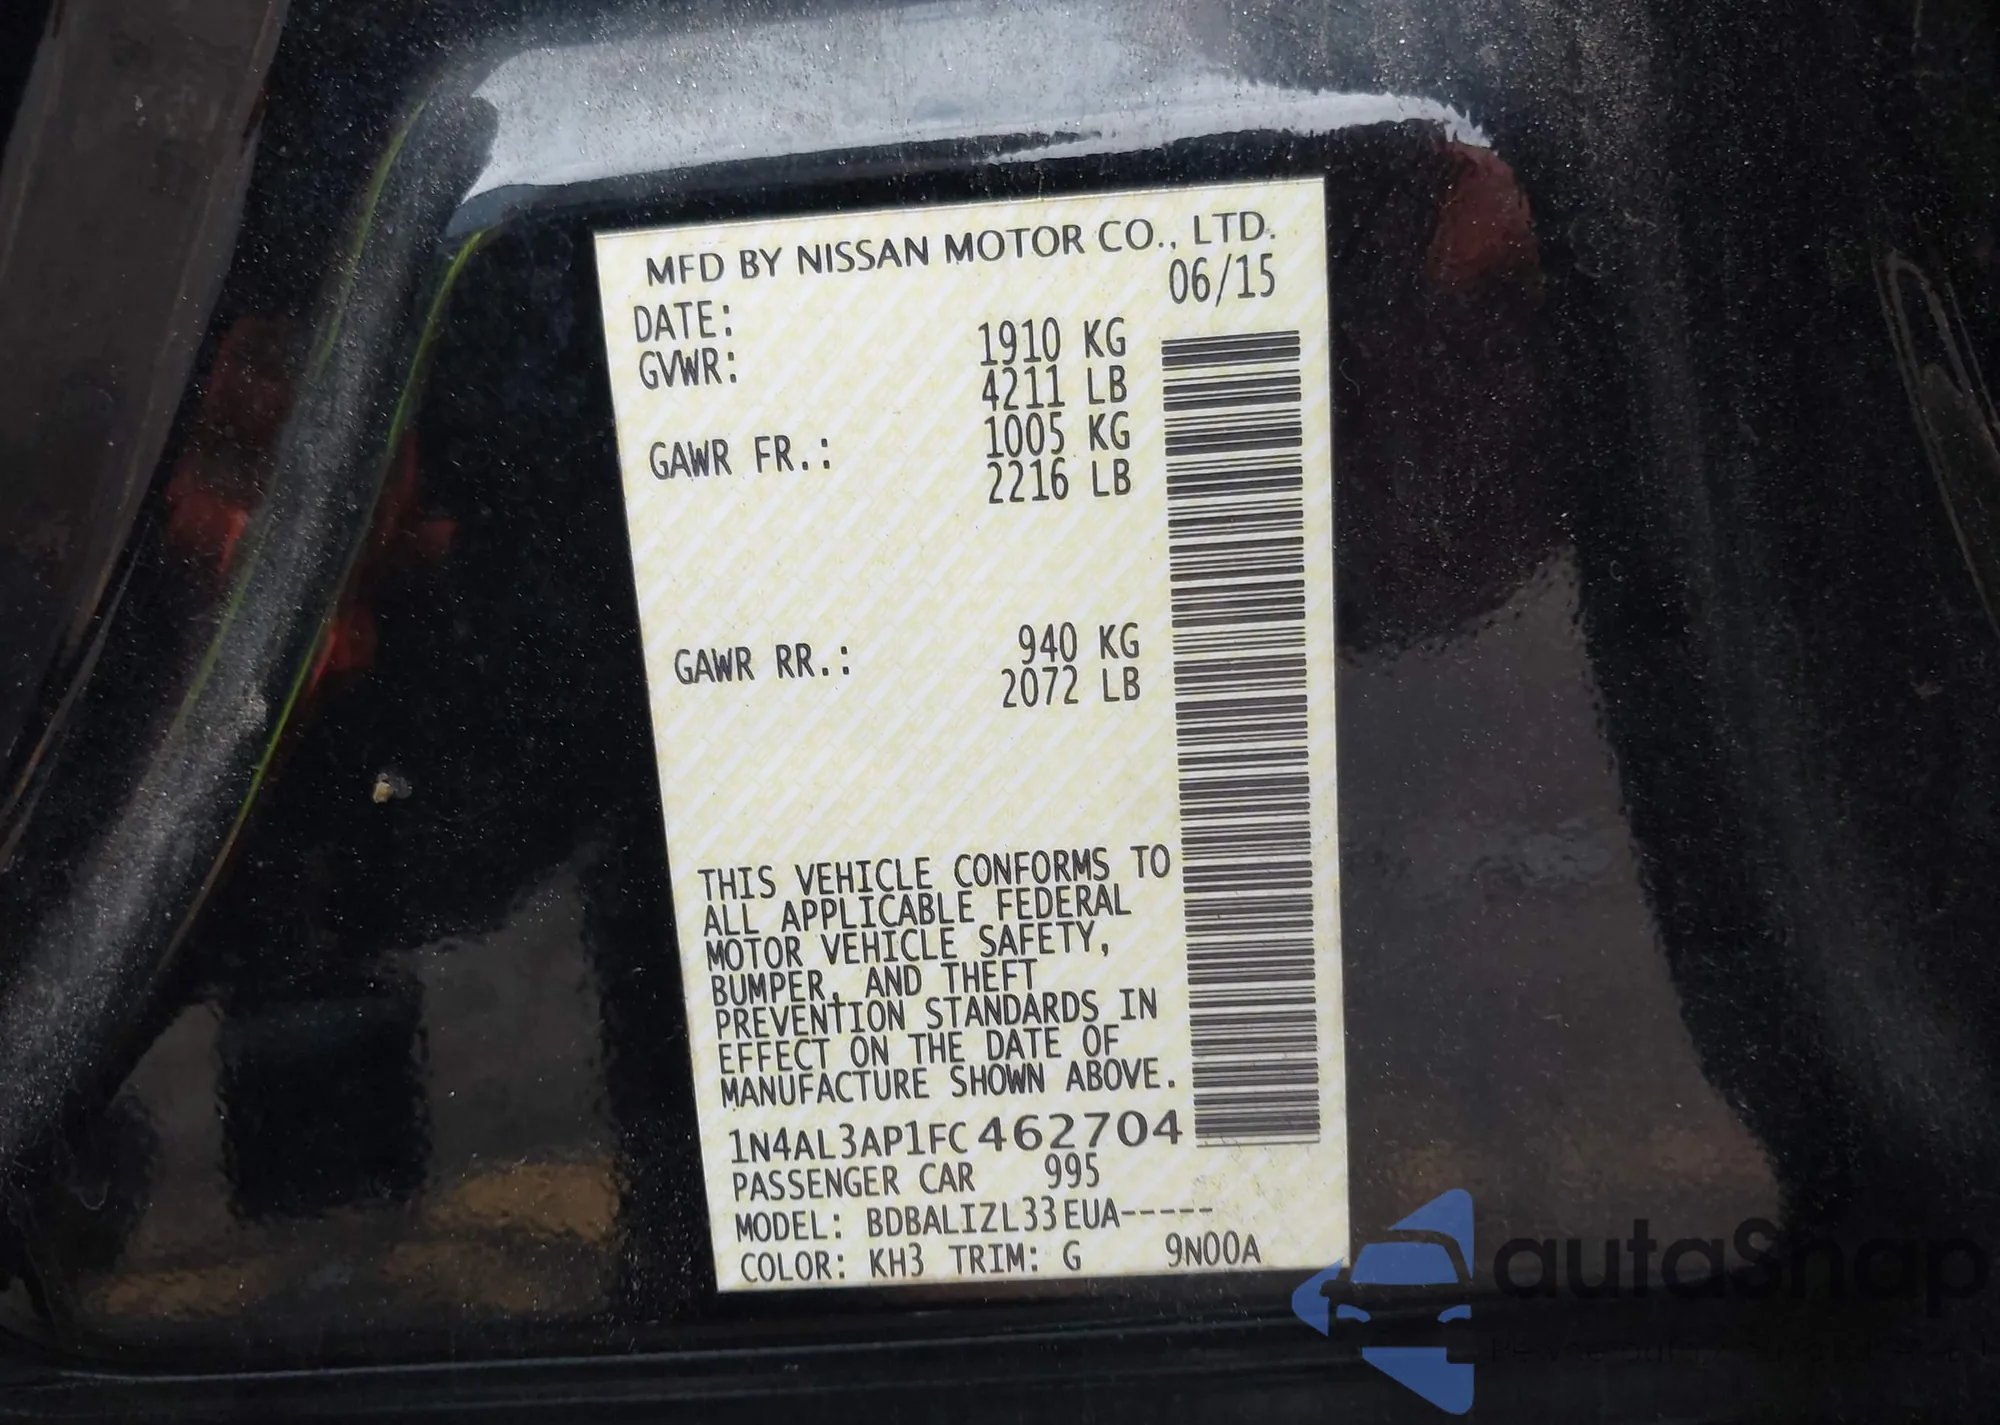 MFD BY NISSAN MOTOR CO., LTD.
DATE: 06/15
GVWR: 1910 KG
4211 LB
GAWR FR.: 1005 KG
2216 LB
GAWR RR.: 940 KG
2072 LB
THIS VEHICLE CONFORMS TO
ALL APPLICABLE FEDERAL
MOTOR VEHICLE SAFETY,
BUMPER, AND THEFT
PREVENTION STANDARDS IN
EFFECT ON THE DATE OF
MANUFACTURE SHOWN ABOVE.
1N4AL3AP1FC462704
PASSENGER CAR 995
MODEL: BDBALIZL33EUA-----
COLOR: KH3 TRIM: G 9N00A
autaShop